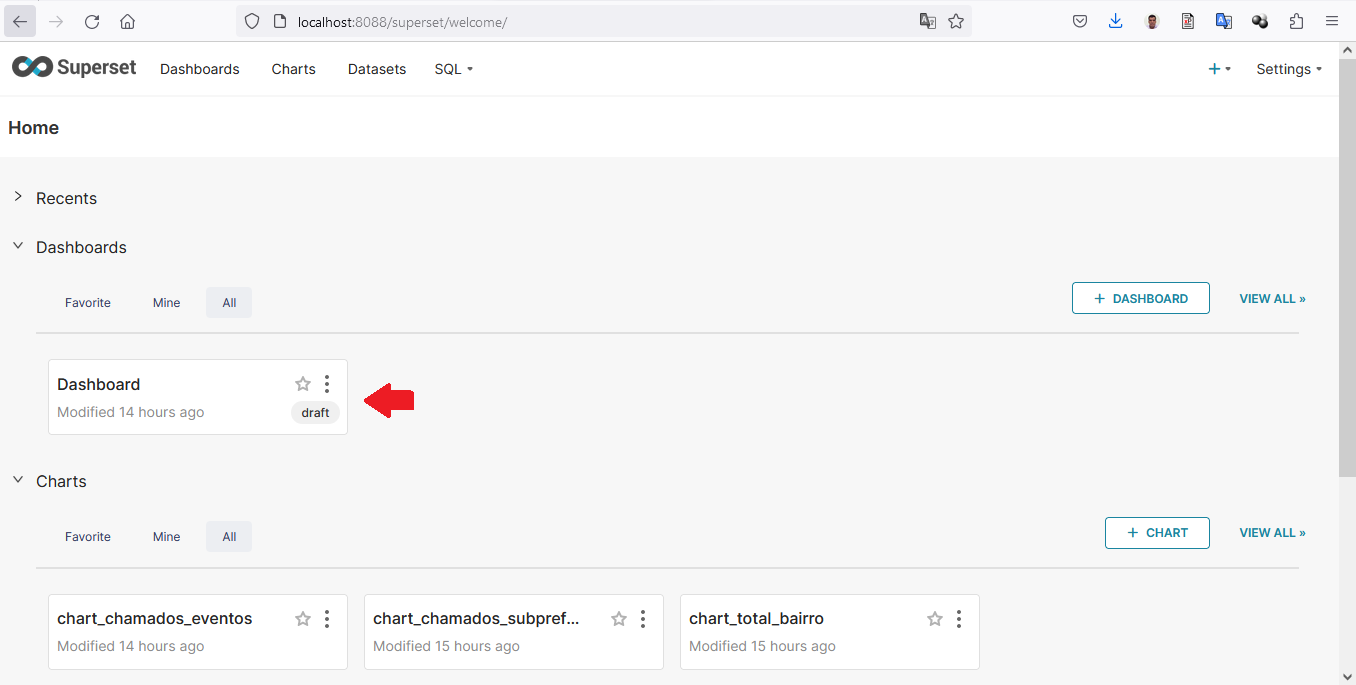 localhost:8088/superset/welcome/
Superset Dashboards Charts Datasets SQL + Settings
Home
Recents
Dashboards
Favorite Mine All + DASHBOARD VIEW ALL »
Dashboard
Modified 14 hours ago draft
Charts
Favorite Mine All + CHART VIEW ALL »
chart_chamados_eventos chart_chamados_subpref... chart_total_bairro
Modified 14 hours ago Modified 15 hours ago Modified 15 hours ago